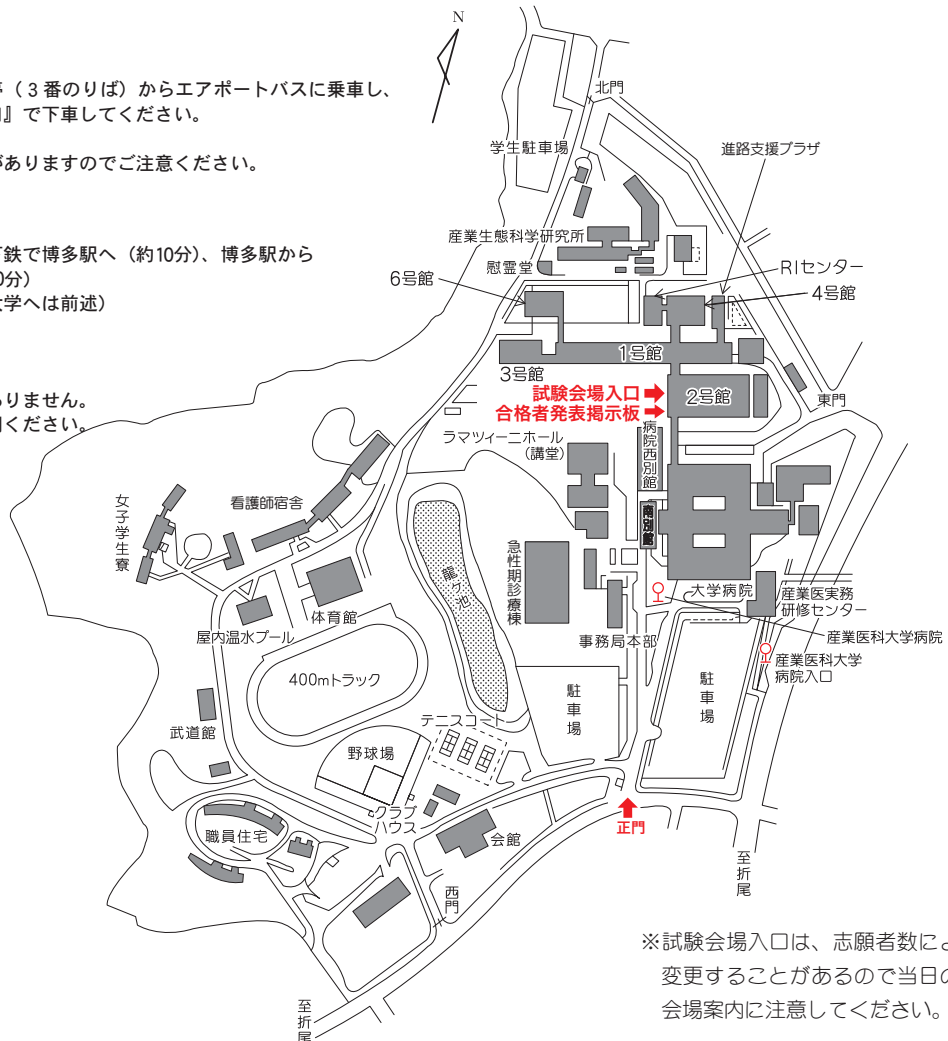 N
（3番のりば）からエアポートバスに乗車し、
』で下車してください。
がありますのでご注意ください。
下鉄で博多駅へ（約10分）、博多駅から
0分）
大学へは前述）
ありません。
用ください。
北門
学生駐車場
進路支援プラザ
産業生態科学研究所
慰霊堂
RIセンター
6号館
4号館
1号館
3号館
試験会場入口
2号館
合格者発表掲示板
東門
ラマツィーニホール
（講堂）
病院西別館
女子学生寮
看護師宿舎
南別館
急性期診療棟
龍ヶ池
大学病院
産業医実務
研修センター
体育館
屋内温水プール
事務局本部
産業医科大学病院
産業医科大学
病院入口
400mトラック
駐車場
駐車場
武道館
テニスコート
野球場
クラブ
ハウス
正門
職員住宅
会館
至折尾
西門
至折尾
※試験会場入口は、志願者数によ
変更することがあるので当日の
会場案内に注意してください。